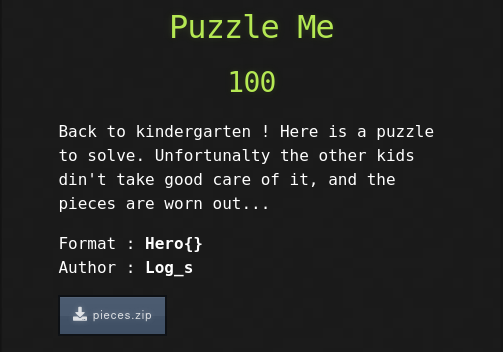 Puzzle Me
100
Back to kindergarten ! Here is a puzzle
to solve. Unfortunalty the other kids
din't take good care of it, and the
pieces are worn out...
Format : Hero{}
Author : Log_s
pieces.zip